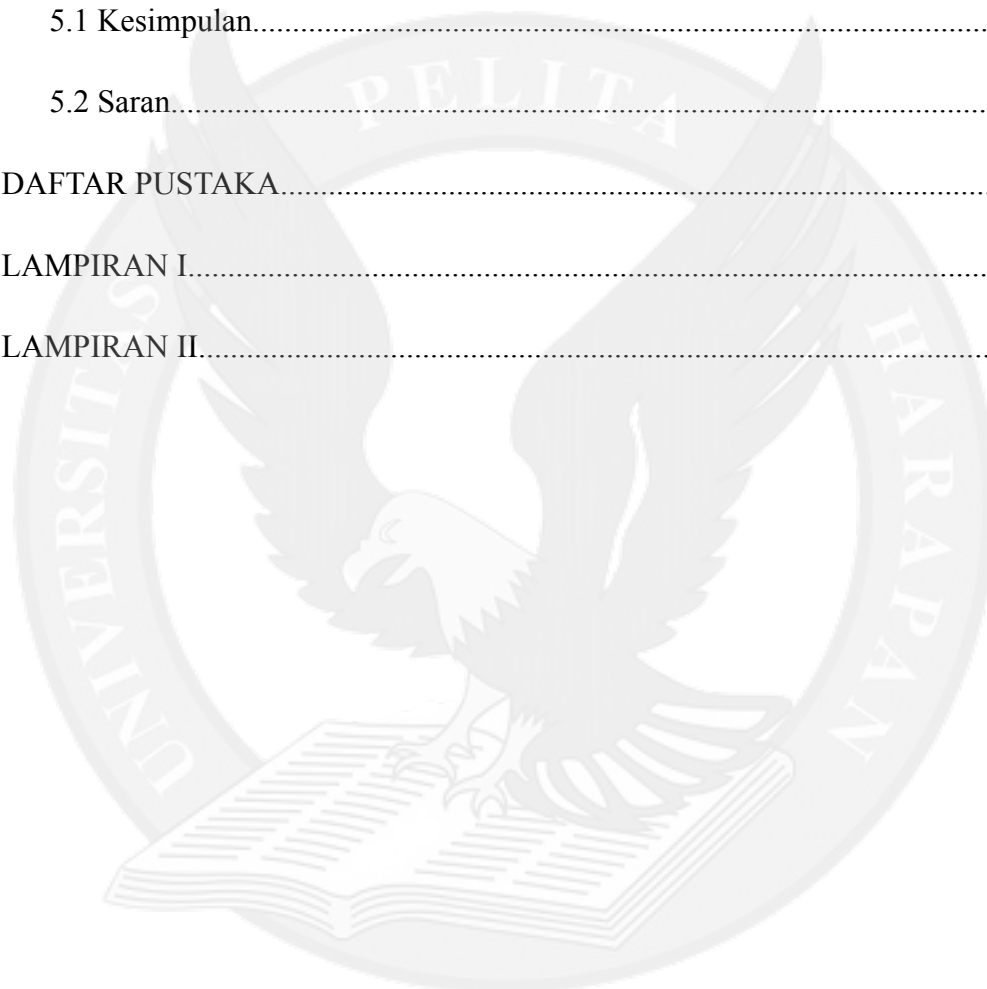 5.1 Kesimpulan..........................................................................................
5.2 Saran.....................................................................................................
DAFTAR PUSTAKA.........................................................................................
LAMPIRAN I....................................................................................................
LAMPIRAN II...................................................................................................
UNIVERSITAS PELITA HARAPAN